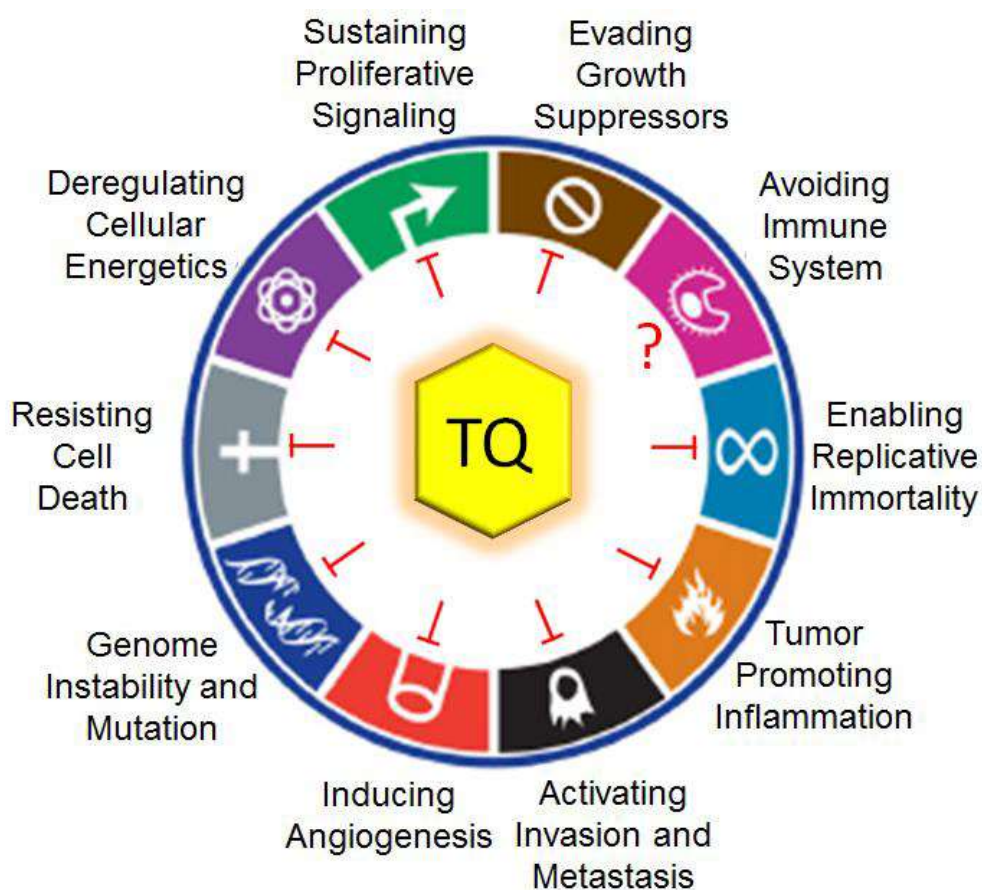 Sustaining
Proliferative
Signaling
Evading
Growth
Suppressors
Avoiding
Immune
System
?
Enabling
Replicative
Immortality
Tumor
Promoting
Inflammation
Activating
Invasion and
Metastasis
Inducing
Angiogenesis
Genome
Instability and
Mutation
Resisting
Cell
Death
Deregulating
Cellular
Energetics
TQ